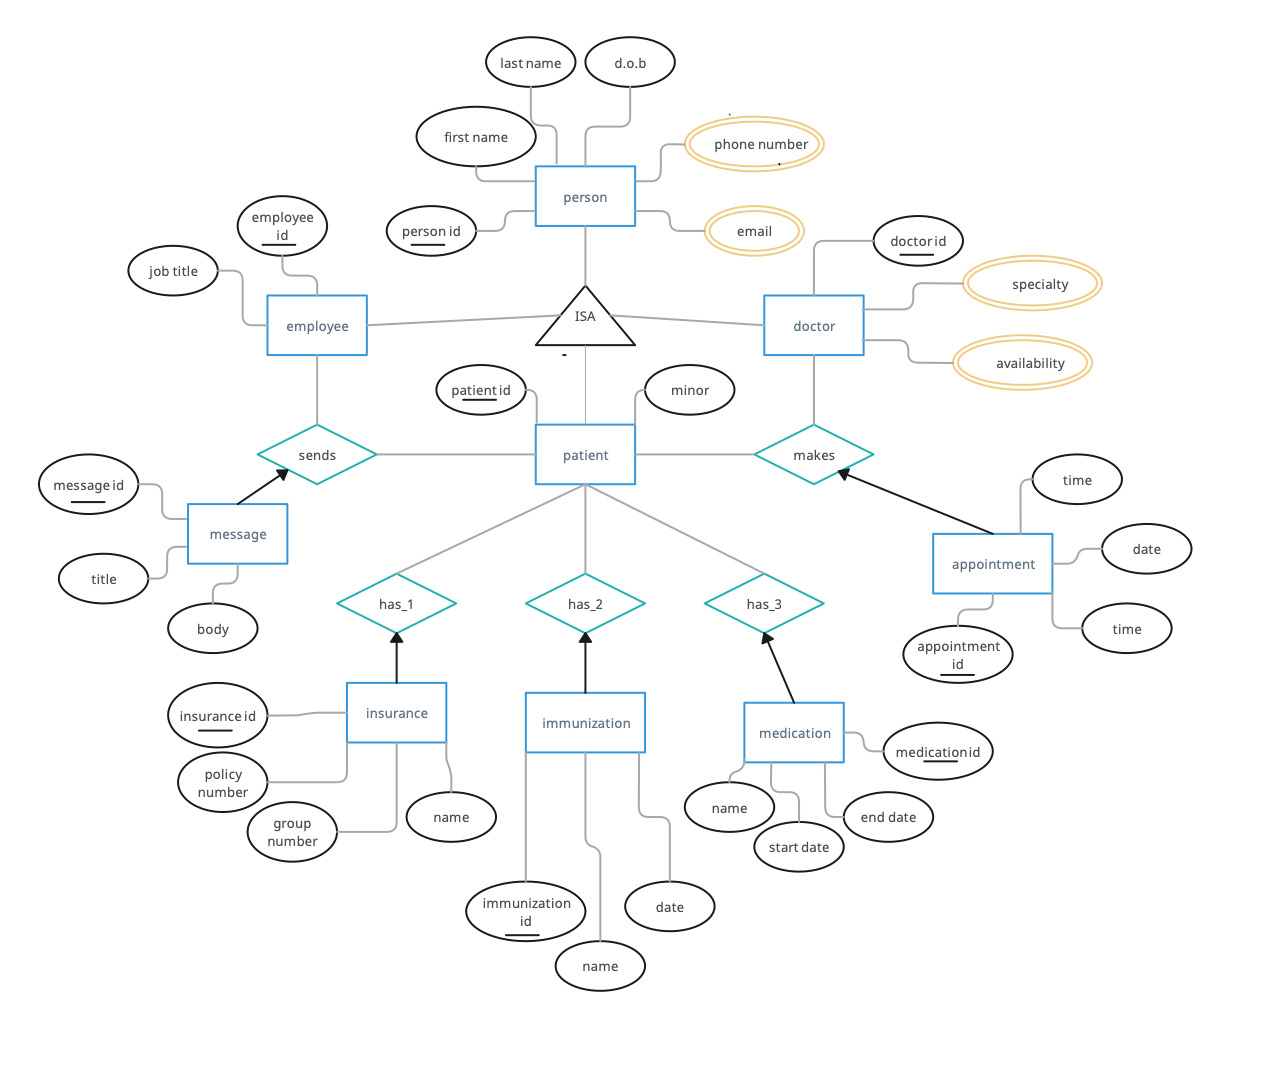 last name
d.o.b
first name
phone number
person
person id
email
employee
id
job title
doctor id
specialty
availability
employee
ISA
doctor
patient id
minor
sends
patient
makes
message id
time
message
appointment
date
title
body
has_1
has_2
has_3
time
appointment
id
insurance id
insurance
immunization
medication
medication id
policy
number
group
number
name
name
start date
end date
immunization
id
date
name